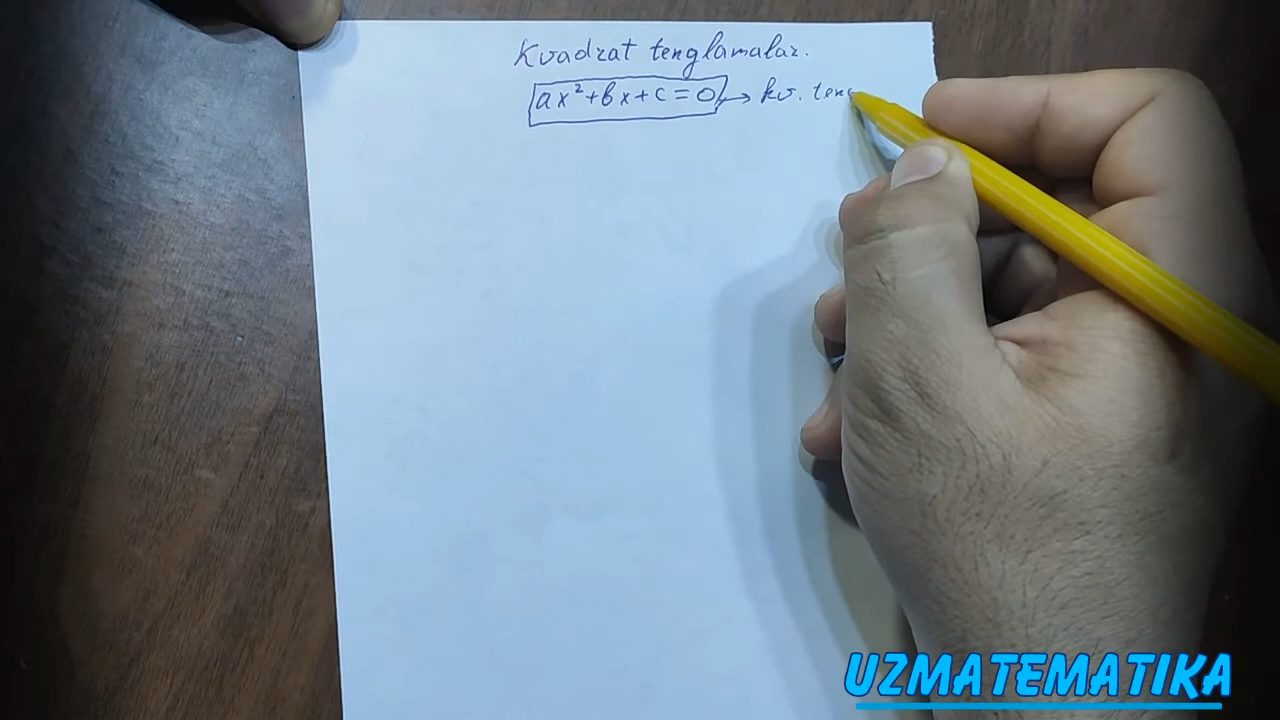 Kvadrat tenglamalar.
ax²+bx+c=0 → kv. teng
UZMATEMATIKA